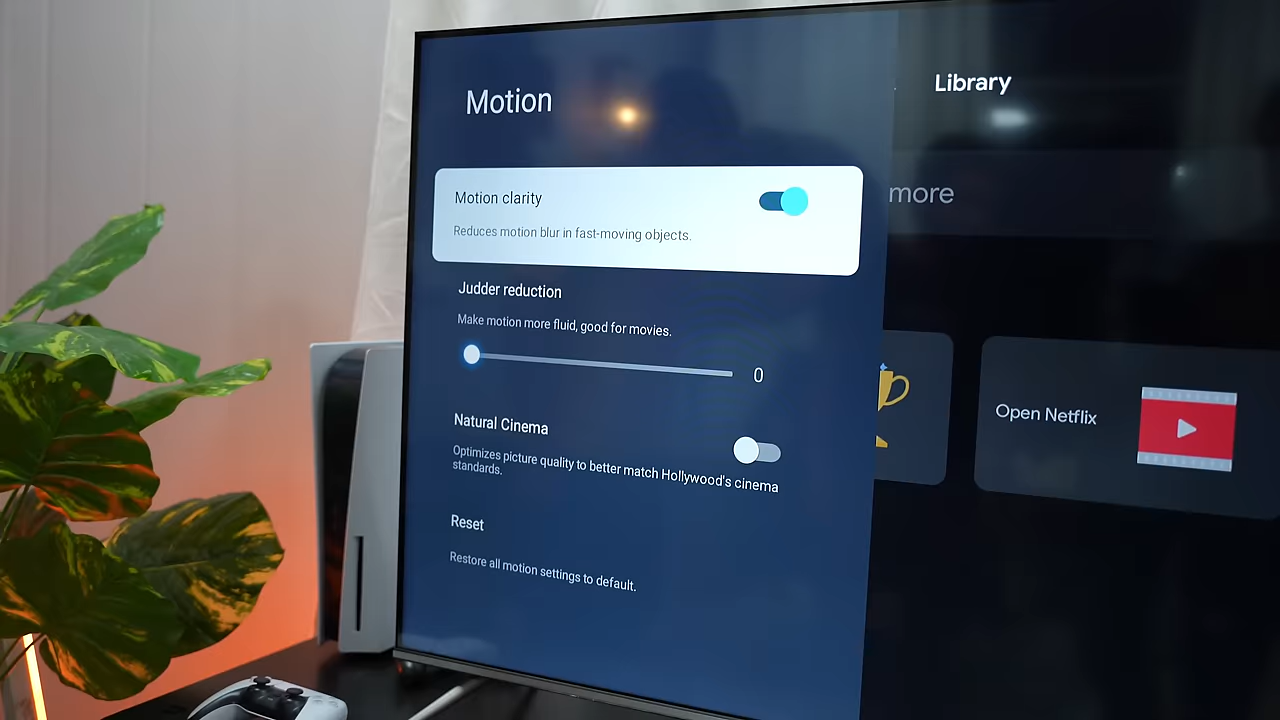 Motion
Motion clarity
Reduces motion blur in fast-moving objects.
Judder reduction
Make motion more fluid, good for movies.
0
Natural Cinema
Optimizes picture quality to better match Hollywood's cinema
standards.
Reset
Restore all motion settings to default.
Library
more
Open Netflix